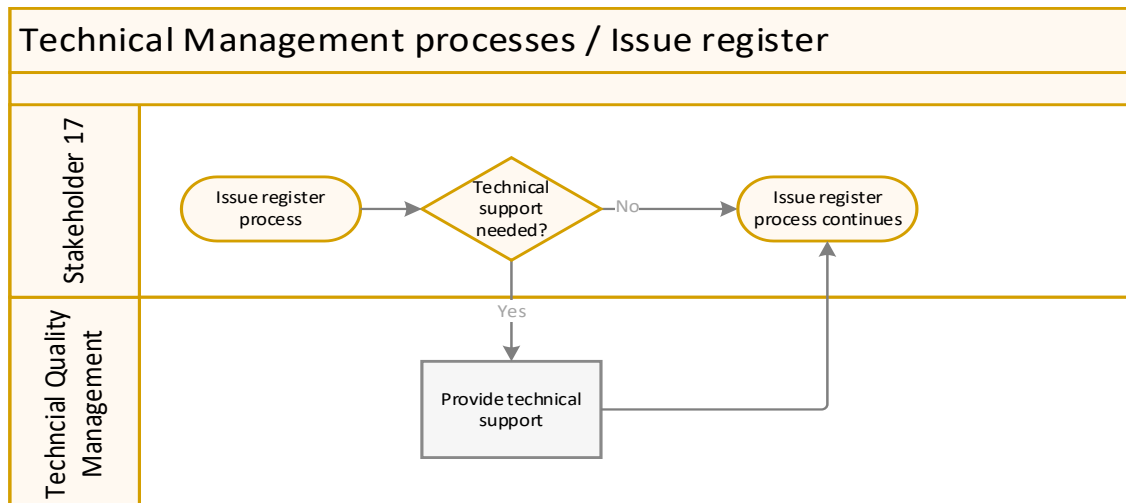 Technical Management processes / Issue register
Stakeholder 17
Issue register
process
Technical
support
needed?
No
Issue register
process continues
Yes
Techncial Quality
Management
Provide technical
support